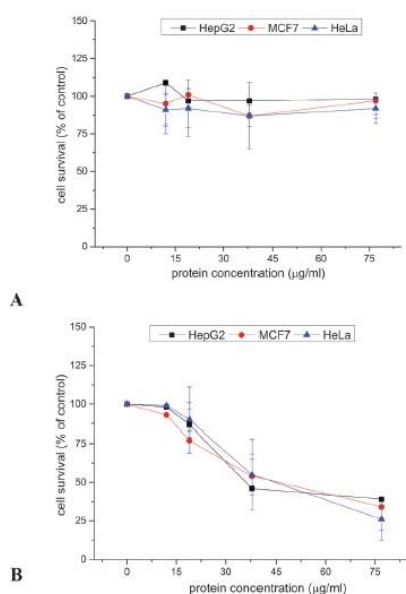 HepG2 MCF7 HeLa
150
125
100
75
50
25
0
cell survival (% of control)
0 15 30 45 60 75
protein concentration (µg/ml)
A
HepG2 MCF7 HeLa
150
125
100
75
50
25
0
cell survival (% of control)
0 15 30 45 60 75
protein concentration (µg/ml)
B